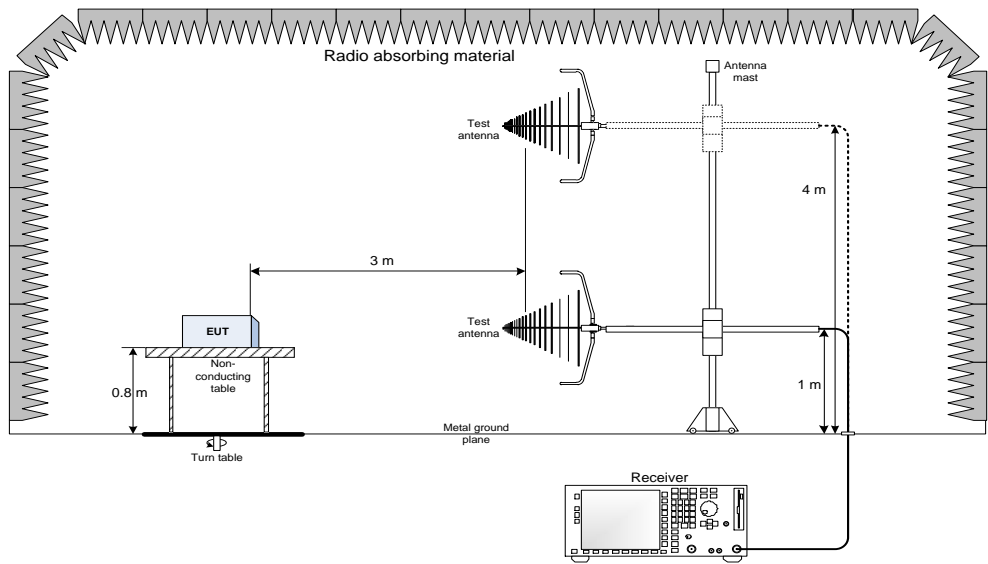 Radio absorbing material
Antenna
mast
Test
antenna
4 m
3 m
Test
antenna
EUT
Non-
conducting
table
0.8 m
1 m
Metal ground
plane
Turn table
Receiver